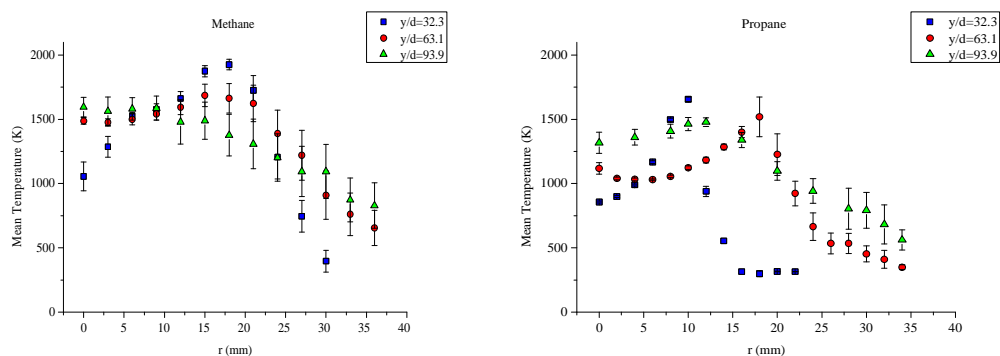 Methane
y/d=32.3
y/d=63.1
y/d=93.9
Mean Temperature (K)
2000
1500
1000
500
0
0 5 10 15 20 25 30 35 40
r (mm)
Propane
y/d=32.3
y/d=63.1
y/d=93.9
Mean Temperature (K)
2000
1500
1000
500
0
0 5 10 15 20 25 30 35 40
r (mm)